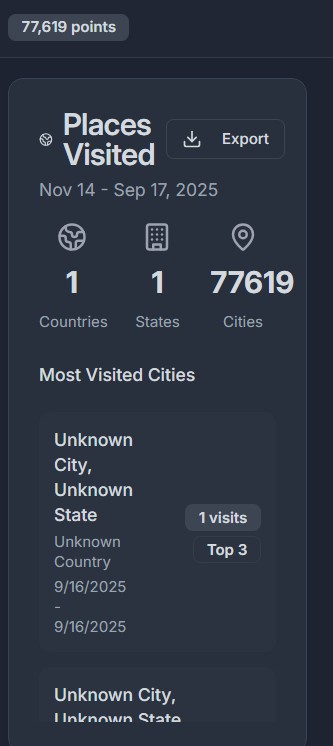 77,619 points
Places
Visited
Export
Nov 14 - Sep 17, 2025
1
1
77619
Countries
States
Cities
Most Visited Cities
Unknown
City,
Unknown
State
1 visits
Unknown
Country
Top 3
9/16/2025
-
9/16/2025
Unknown City,
Unknown State